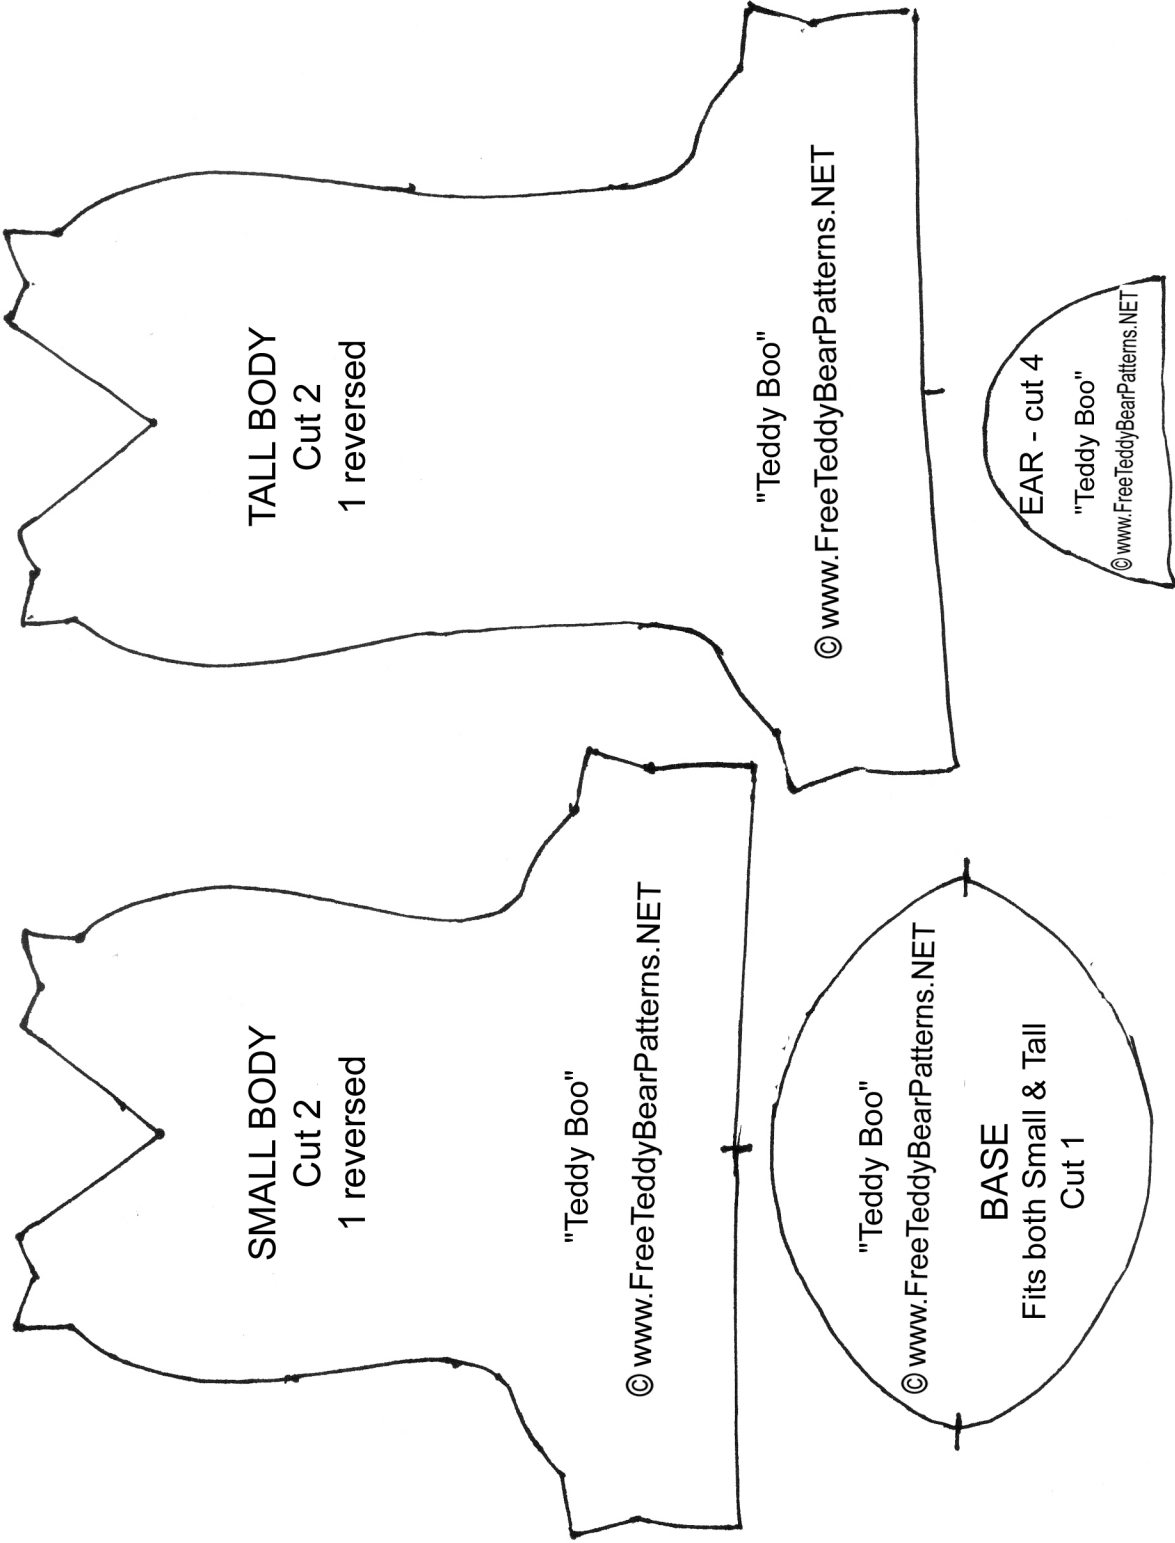 TALL BODY
Cut 2
1 reversed
"Teddy Boo"
© www.FreeTeddyBearPatterns.NET
EAR - cut 4
"Teddy Boo"
© www.FreeTeddyBearPatterns.NET
SMALL BODY
Cut 2
1 reversed
"Teddy Boo"
© www.FreeTeddyBearPatterns.NET
"Teddy Boo"
© www.FreeTeddyBearPatterns.NET
BASE
Fits both Small & Tall
Cut 1